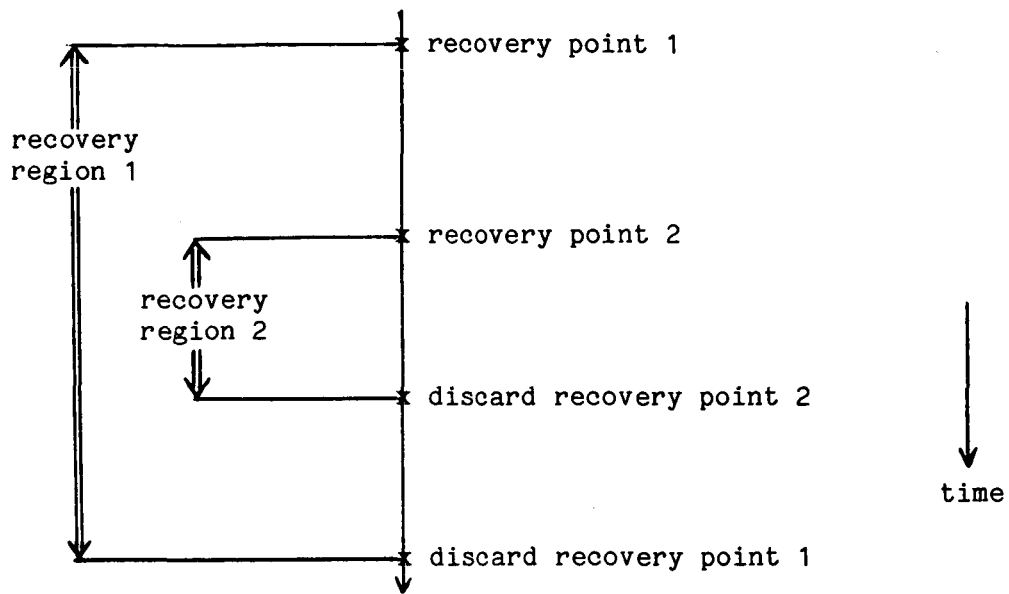 recovery point 1
recovery
region 1
recovery point 2
recovery
region 2
discard recovery point 2
time
discard recovery point 1